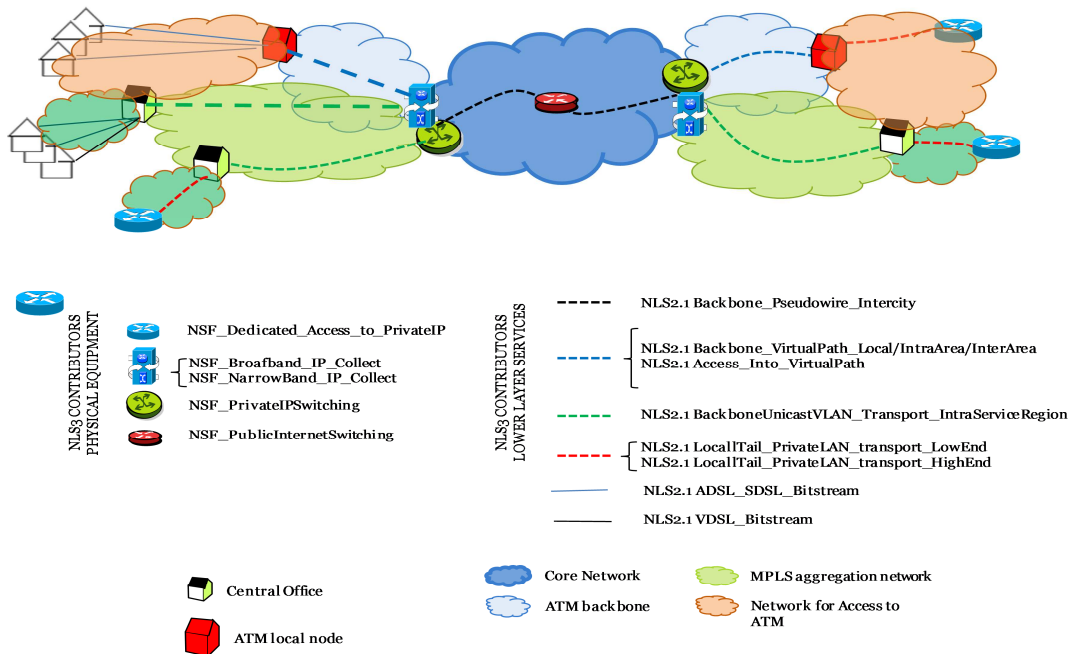 NLS3 CONTRIBUTORS
PHYSICAL EQUIPMENT
NSF_Dedicated_Access_to_PrivateIP
NSF_Broafband_IP_Collect
NSF_NarrowBand_IP_Collect
NSF_PrivateIPSwitching
NSF_PublicInternetSwitching
NLS3 CONTRIBUTORS
LOWER LAYER SERVICES
NLS2.1 Backbone_Pseudowire_Intercity
NLS2.1 Backbone_VirtualPath_Local/IntraArea/InterArea
NLS2.1 Access_Into_VirtualPath
NLS2.1 BackboneUnicastVLAN_Transport_IntraServiceRegion
NLS2.1 LocallTail_PrivateLAN_transport_LowEnd
NLS2.1 LocallTail_PrivateLAN_transport_HighEnd
NLS2.1 ADSL_SDSL_Bitstream
NLS2.1 VDSL_Bitstream
Central Office
ATM local node
Core Network
ATM backbone
MPLS aggregation network
Network for Access to
ATM